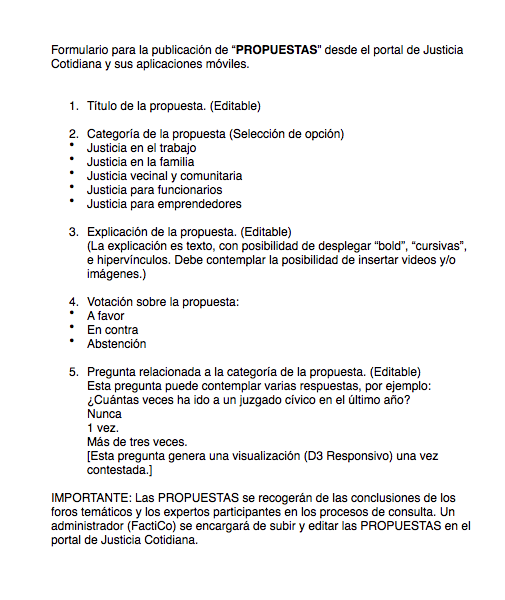 Formulario para la publicación de “PROPUESTAS” desde el portal de Justicia
Cotidiana y sus aplicaciones móviles.
1. Título de la propuesta. (Editable)
2. Categoría de la propuesta (Selección de opción)
• Justicia en el trabajo
• Justicia en la familia
• Justicia vecinal y comunitaria
• Justicia para funcionarios
• Justicia para emprendedores
3. Explicación de la propuesta. (Editable)
(La explicación es texto, con posibilidad de desplegar “bold”, “cursivas”,
e hipervínculos. Debe contemplar la posibilidad de insertar videos y/o
imágenes.)
4. Votación sobre la propuesta:
• A favor
• En contra
• Abstención
5. Pregunta relacionada a la categoría de la propuesta. (Editable)
Esta pregunta puede contemplar varias respuestas, por ejemplo:
¿Cuántas veces ha ido a un juzgado cívico en el último año?
Nunca
1 vez.
Más de tres veces.
[Esta pregunta genera una visualización (D3 Responsivo) una vez
contestada.]
IMPORTANTE: Las PROPUESTAS se recogerán de las conclusiones de los
foros temáticos y los expertos participantes en los procesos de consulta. Un
administrador (FactiCo) se encargará de subir y editar las PROPUESTAS en el
portal de Justicia Cotidiana.